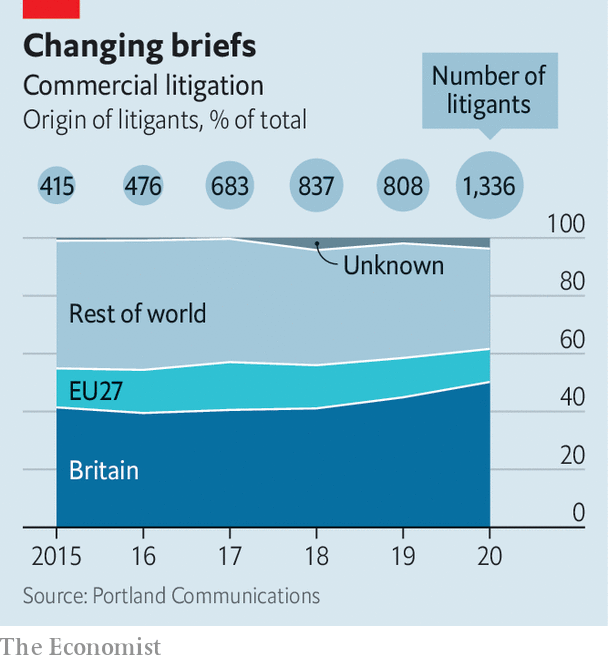 Changing briefs
Commercial litigation
Origin of litigants, % of total
Number of
litigants
415 476 683 837 808 1,336
100
Unknown
80
Rest of world
60
EU27
40
Britain
20
0
2015 16 17 18 19 20
Source: Portland Communications
The Economist